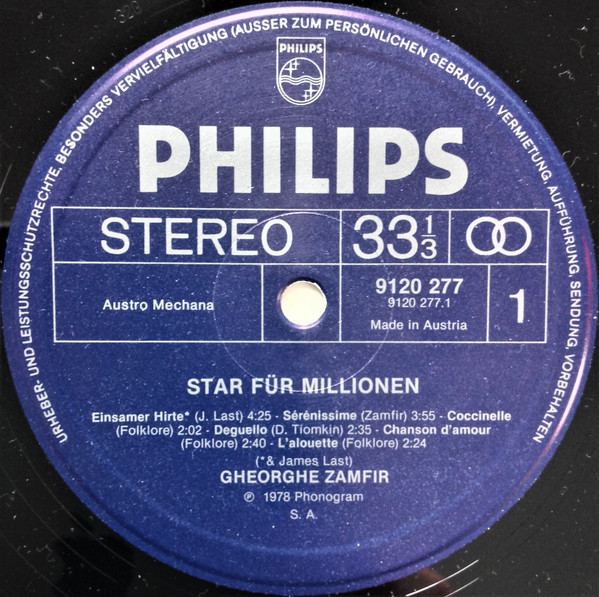 URHEBER- UND LEISTUNGSSCHUTZRECHTE, BESONDERS VERVIELFÄLTIGUNG (AUSSER ZUM PERSÖNLICHEN GEBRAUCH), VERMIETUNG, AUFFÜHRUNG, SENDUNG, VORBEHALTEN
PHILIPS
PHILIPS
STEREO 33 1/3
Austro Mechana
9120 277
9120 277.1
Made in Austria
1
STAR FÜR MILLIONEN
Einsamer Hirte* (J. Last) 4:25 - Sérénissime (Zamfir) 3:55 - Coccinelle
(Folklore) 2:02 - Deguello (D. Tiomkin) 2:35 - Chanson d'amour
(Folklore) 2:40 - L'alouette (Folklore) 2:24
(*& James Last)
GHEORGHE ZAMFIR
℗ 1978 Phonogram
S. A.